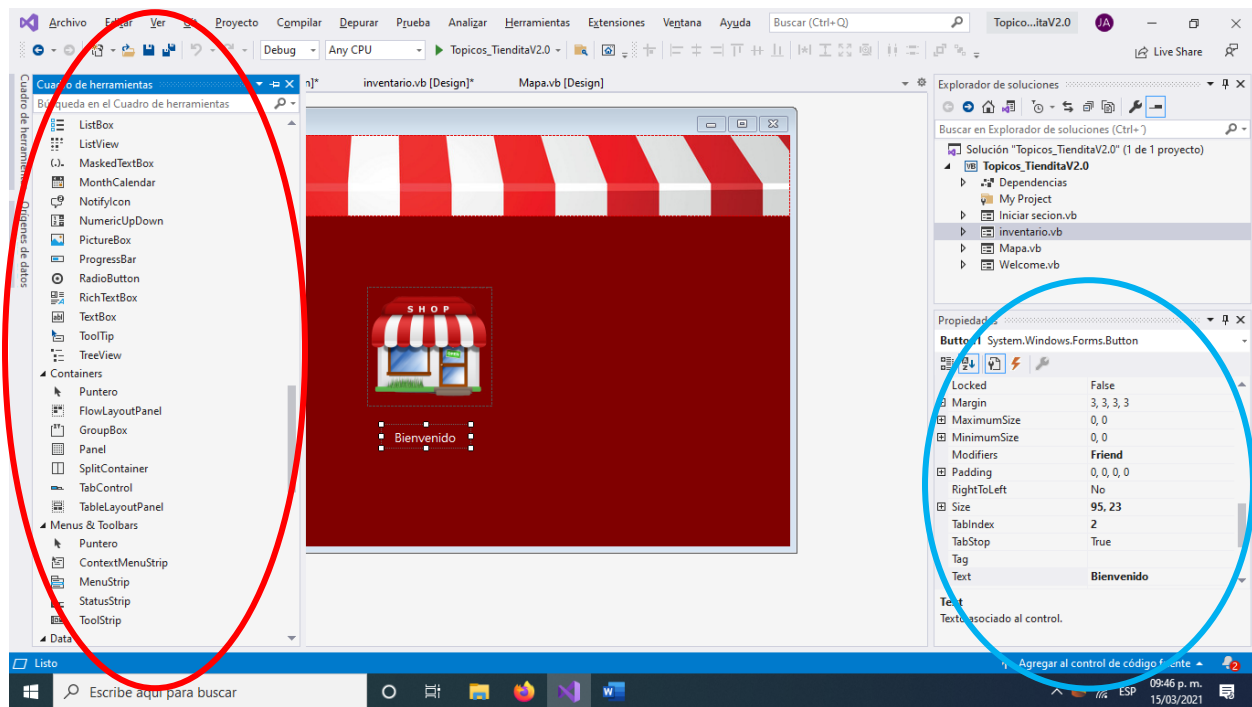 Archivo Editar Ver Git Proyecto Compilar Depurar Prueba Analizar Herramientas Extensiones Ventana Ayuda Buscar (Ctrl+Q) Topico...itaV2.0 JA
Debug Any CPU Topicos_TienditaV2.0 Live Share
Cuadro de herramientas
Orígenes de datos
Cuadro de herramientas
Búsqueda en el Cuadro de herramientas
ListBox
ListView
MaskedTextBox
MonthCalendar
NotifyIcon
NumericUpDown
PictureBox
ProgressBar
RadioButton
RichTextBox
TextBox
ToolTip
TreeView
Containers
Puntero
FlowLayoutPanel
GroupBox
Panel
SplitContainer
TabControl
TableLayoutPanel
Menus & Toolbars
Puntero
ContextMenuStrip
MenuStrip
StatusStrip
ToolStrip
Data
n]* inventario.vb [Design]* Mapa.vb [Design]
SHOP
Bienvenido
Explorador de soluciones
Buscar en Explorador de soluciones (Ctrl+´)
Solución "Topicos_TienditaV2.0" (1 de 1 proyecto)
VB Topicos_TienditaV2.0
Dependencias
My Project
Iniciar secion.vb
inventario.vb
Mapa.vb
Welcome.vb
Propiedades
Button1 System.Windows.Forms.Button
Locked False
Margin 3, 3, 3, 3
MaximumSize 0, 0
MinimumSize 0, 0
Modifiers Friend
Padding 0, 0, 0, 0
RightToLeft No
Size 95, 23
TabIndex 2
TabStop True
Tag
Text Bienvenido
Text
Texto asociado al control.
Listo Agregar al control de código fuente 2
Escribe aquí para buscar W ESP 09:46 p. m.
15/03/2021